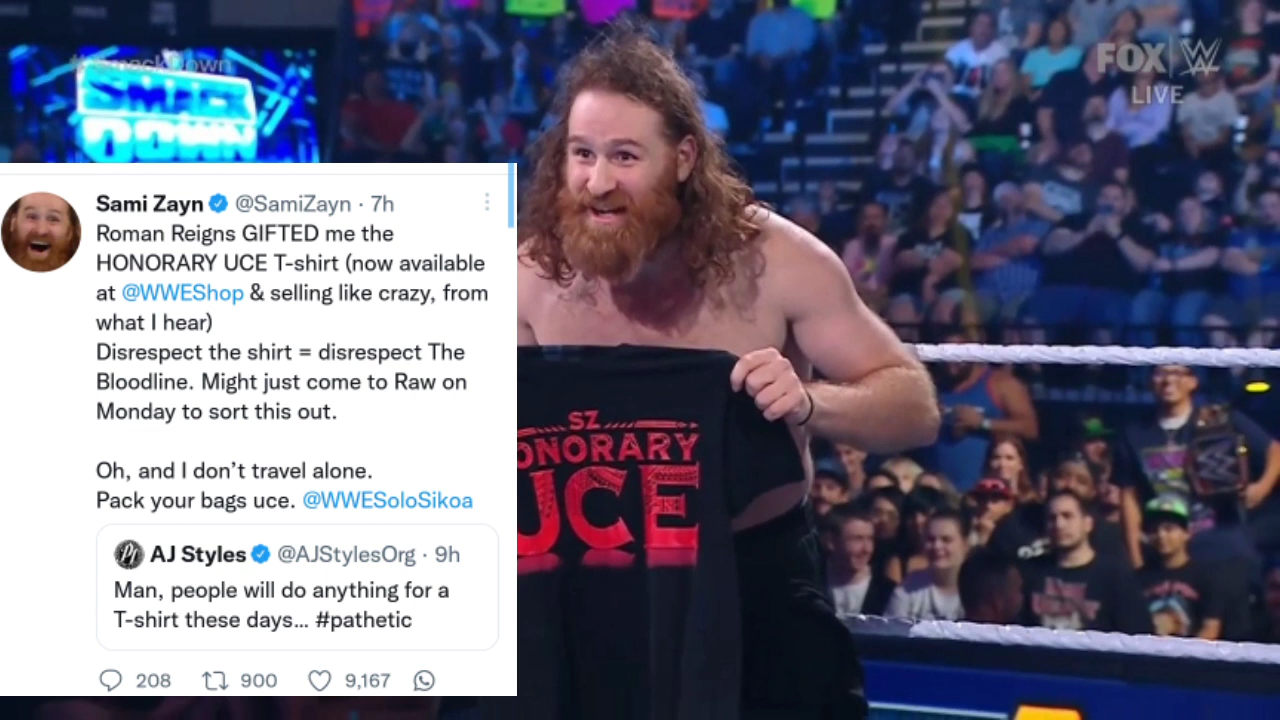 #SmackDown
SMACK
DOWN
FOX W
LIVE
Sami Zayn @SamiZayn · 7h
Roman Reigns GIFTED me the
HONORARY UCE T-shirt (now available
at @WWEShop & selling like crazy, from
what I hear)
Disrespect the shirt = disrespect The
Bloodline. Might just come to Raw on
Monday to sort this out.
Oh, and I don’t travel alone.
Pack your bags uce. @WWESoloSikoa
AJ Styles @AJStylesOrg · 9h
Man, people will do anything for a
T-shirt these days... #pathetic
208 900 9,167
SZ
ONORARY
UCE